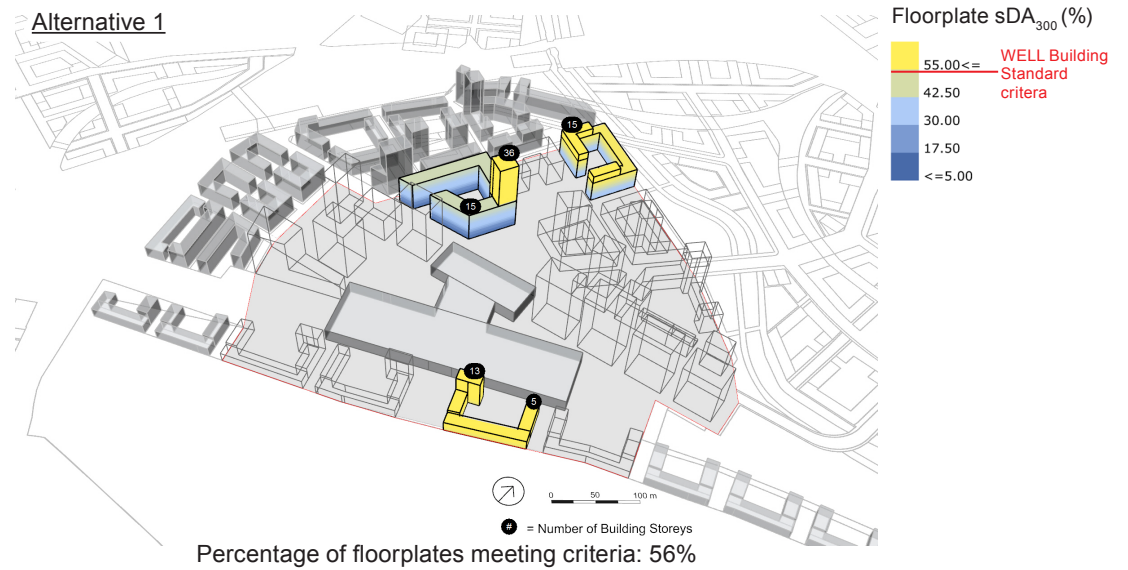 Alternative 1
Floorplate sDA300 (%)
55.00<=
42.50
30.00
17.50
<=5.00
WELL Building
Standard
critera
15
36
15
13
5
0 50 100 m
# = Number of Building Storeys
Percentage of floorplates meeting criteria: 56%